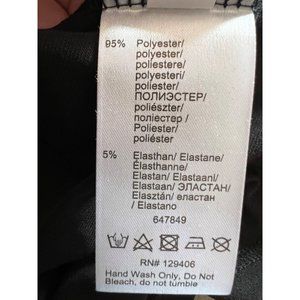 95% Polyester/
Polyester/
poliestere/
polyesteri/
poliester/
ПОЛИЭСТЕР/
poliészter/
поліестер /
Poliester/
poliéster
5% Elasthan/ Elastane/
Élasthanne/
Elastan/ Elastaani/
Elastaan/ ЭЛАСТАН/
Elasztán/ еластан
/ Elastano
647849
RN# 129406
Hand Wash Only, Do Not
Bleach, do not tumble